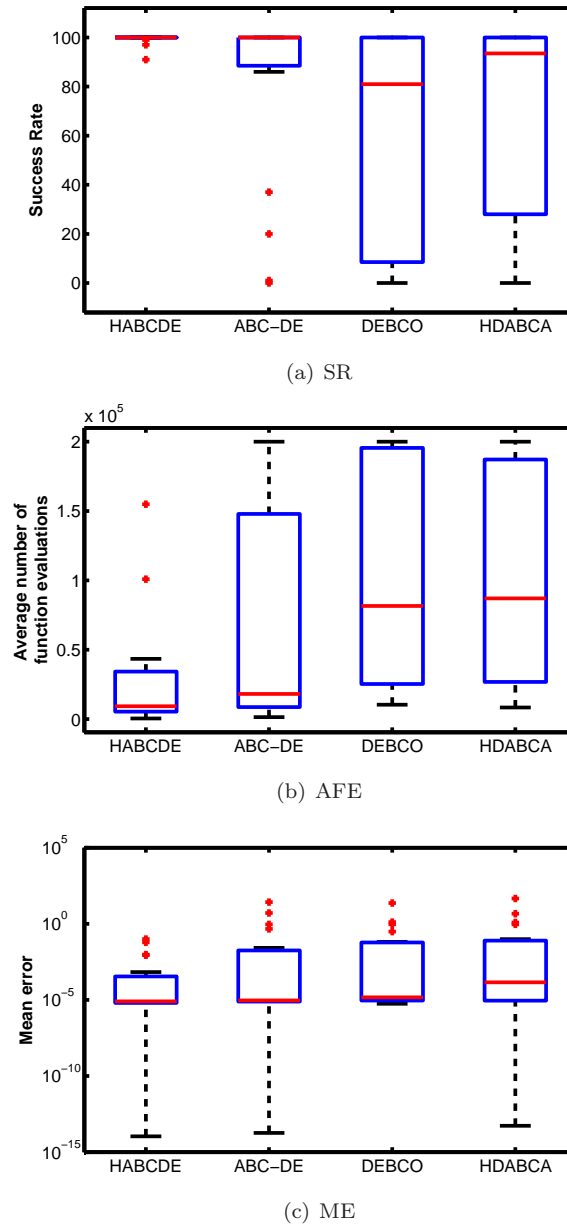 100
80
60
40
20
0
Success Rate
HABCDE ABC−DE DEBCO HDABCA
(a) SR
x 10^5
2
1.5
1
0.5
0
Average number of
function evaluations
HABCDE ABC−DE DEBCO HDABCA
(b) AFE
10^5
10^0
10^−5
10^−10
10^−15
Mean error
HABCDE ABC−DE DEBCO HDABCA
(c) ME